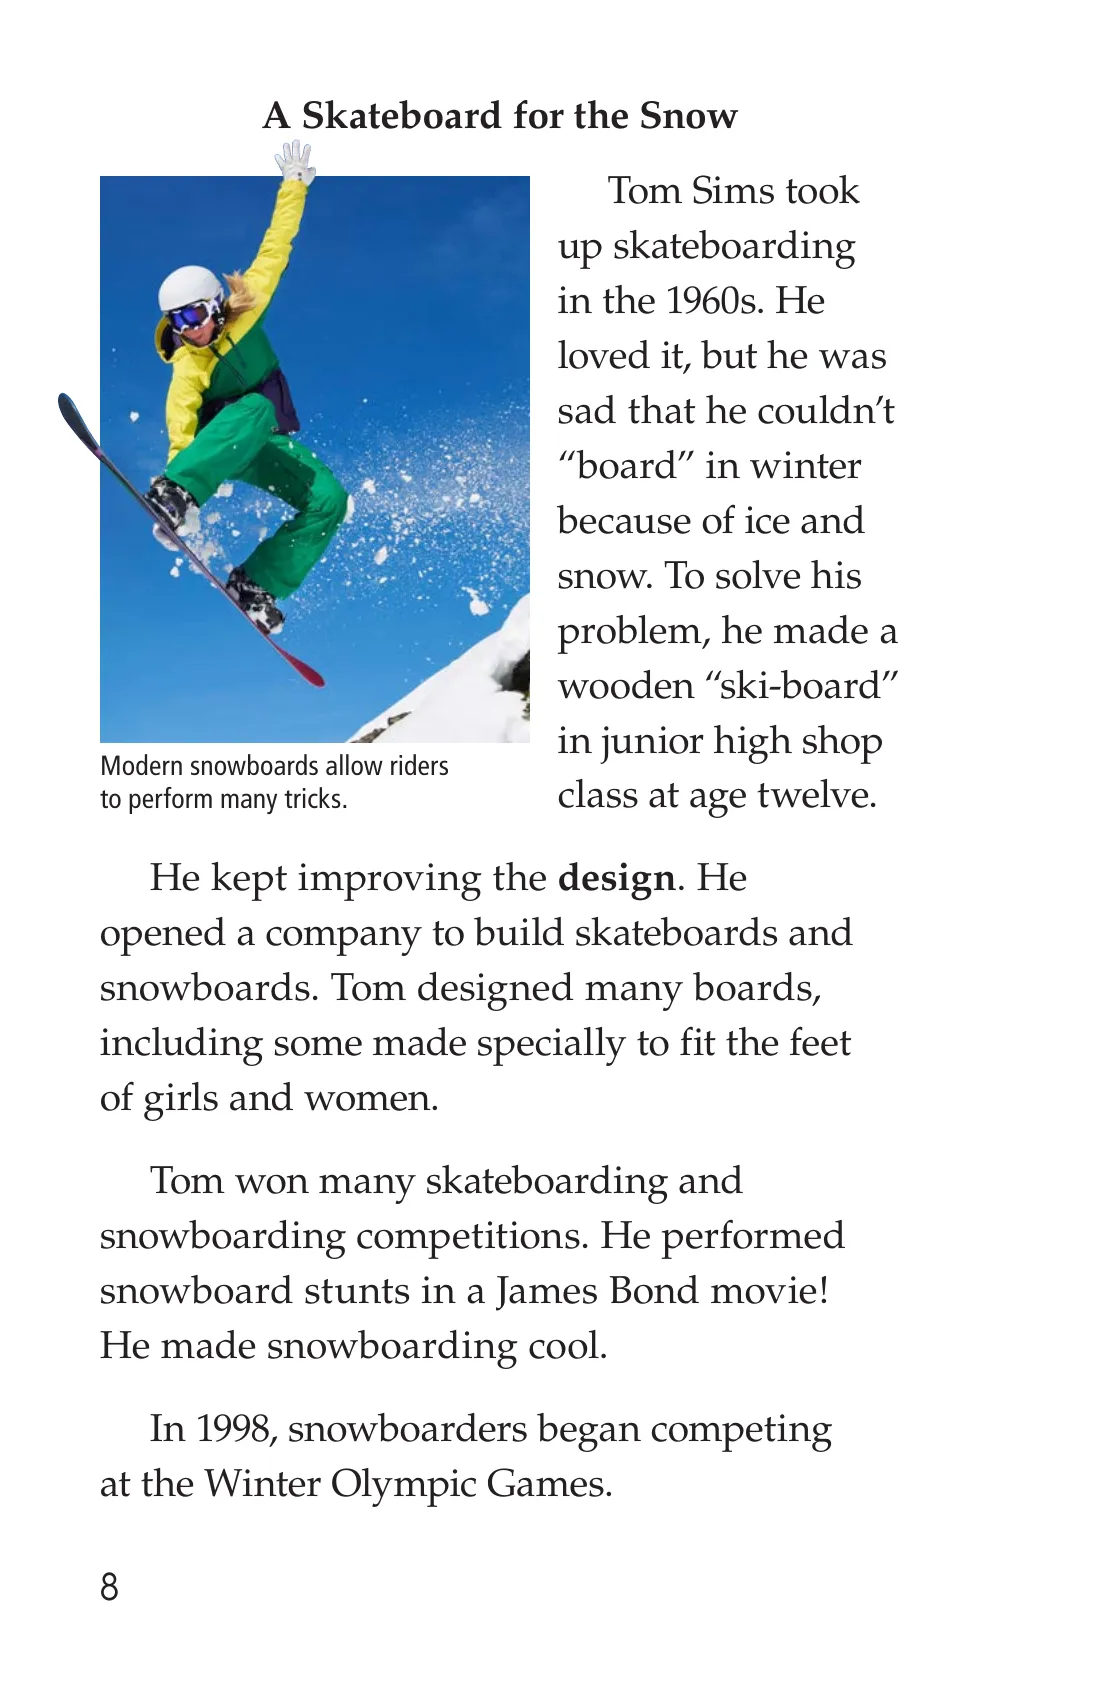 A Skateboard for the Snow
Tom Sims took
up skateboarding
in the 1960s. He
loved it, but he was
sad that he couldn’t
“board” in winter
because of ice and
snow. To solve his
problem, he made a
wooden “ski-board”
in junior high shop
class at age twelve.
Modern snowboards allow riders
to perform many tricks.
He kept improving the design. He
opened a company to build skateboards and
snowboards. Tom designed many boards,
including some made specially to fit the feet
of girls and women.
Tom won many skateboarding and
snowboarding competitions. He performed
snowboard stunts in a James Bond movie!
He made snowboarding cool.
In 1998, snowboarders began competing
at the Winter Olympic Games.
8